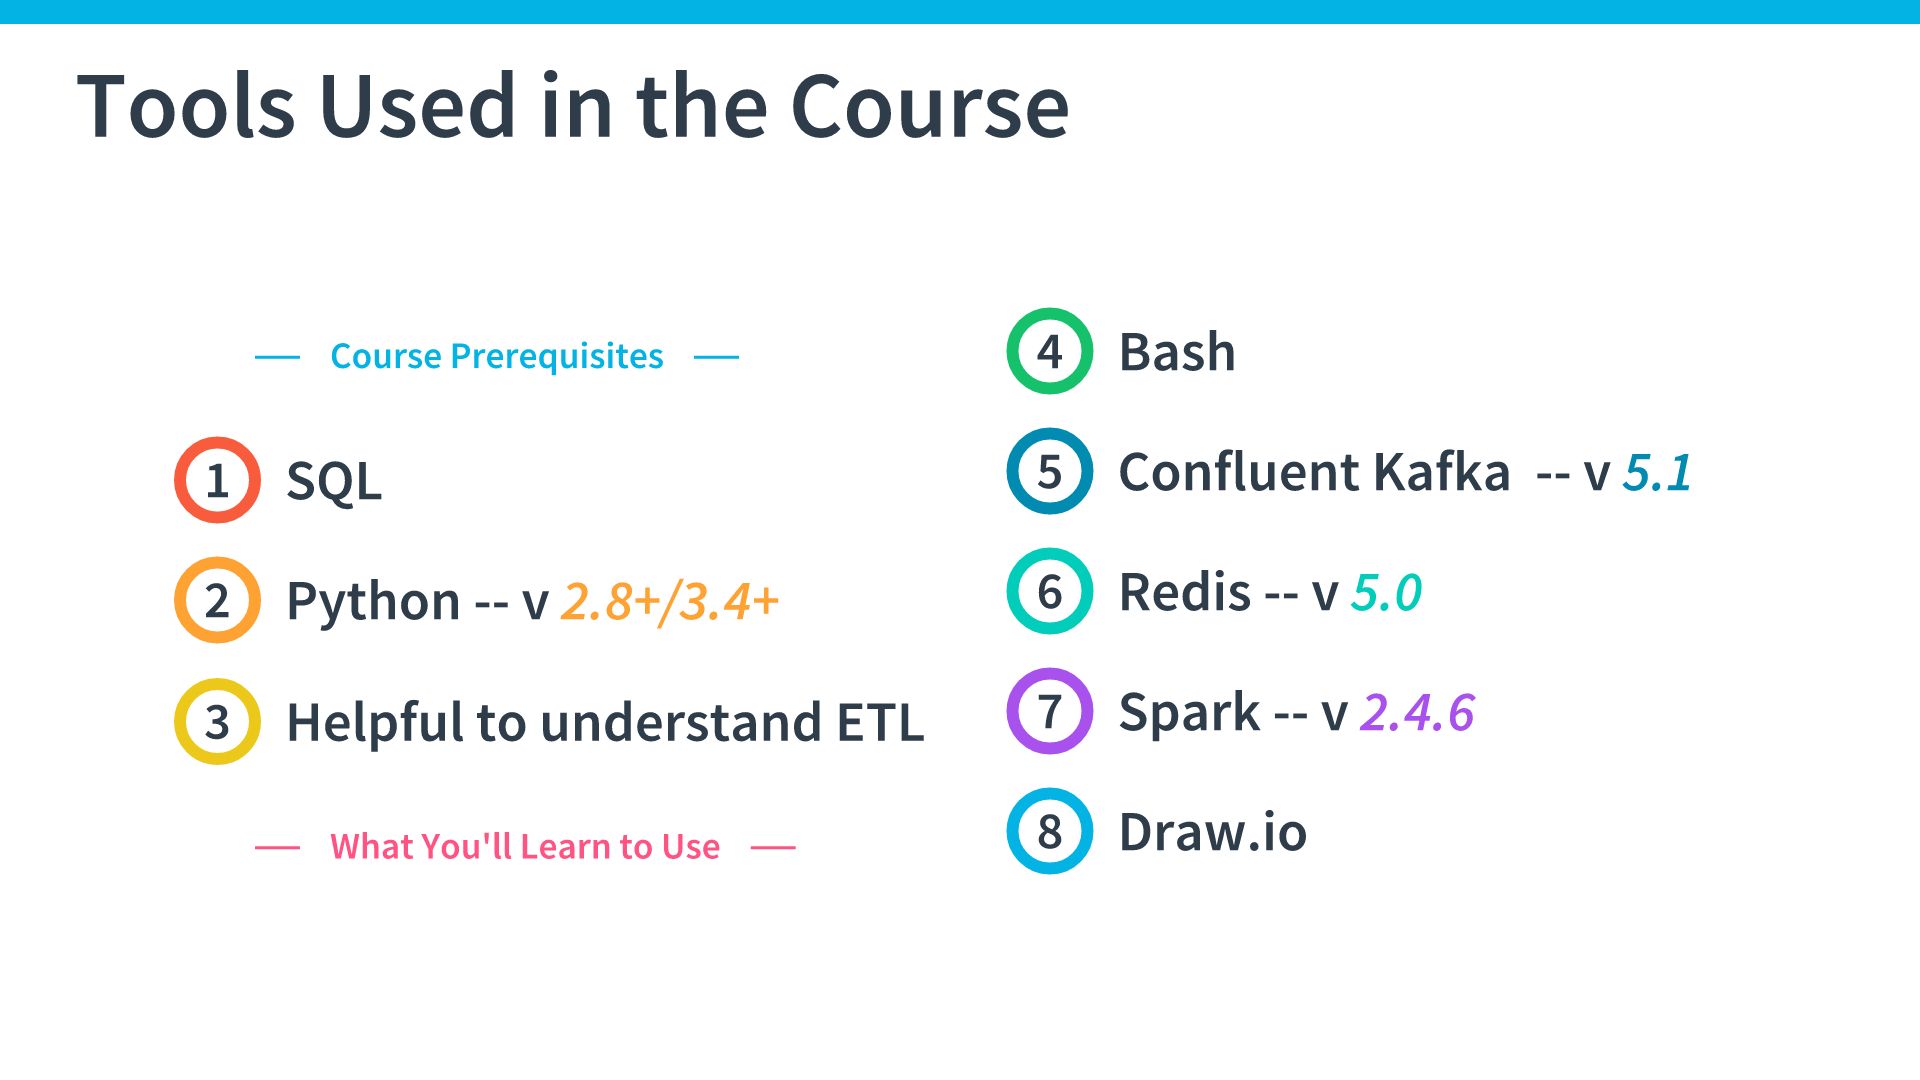 Tools Used in the Course
Course Prerequisites
1 SQL
2 Python -- v 2.8+/3.4+
3 Helpful to understand ETL
What You'll Learn to Use
4 Bash
5 Confluent Kafka  -- v 5.1
6 Redis -- v 5.0
7 Spark -- v 2.4.6
8 Draw.io